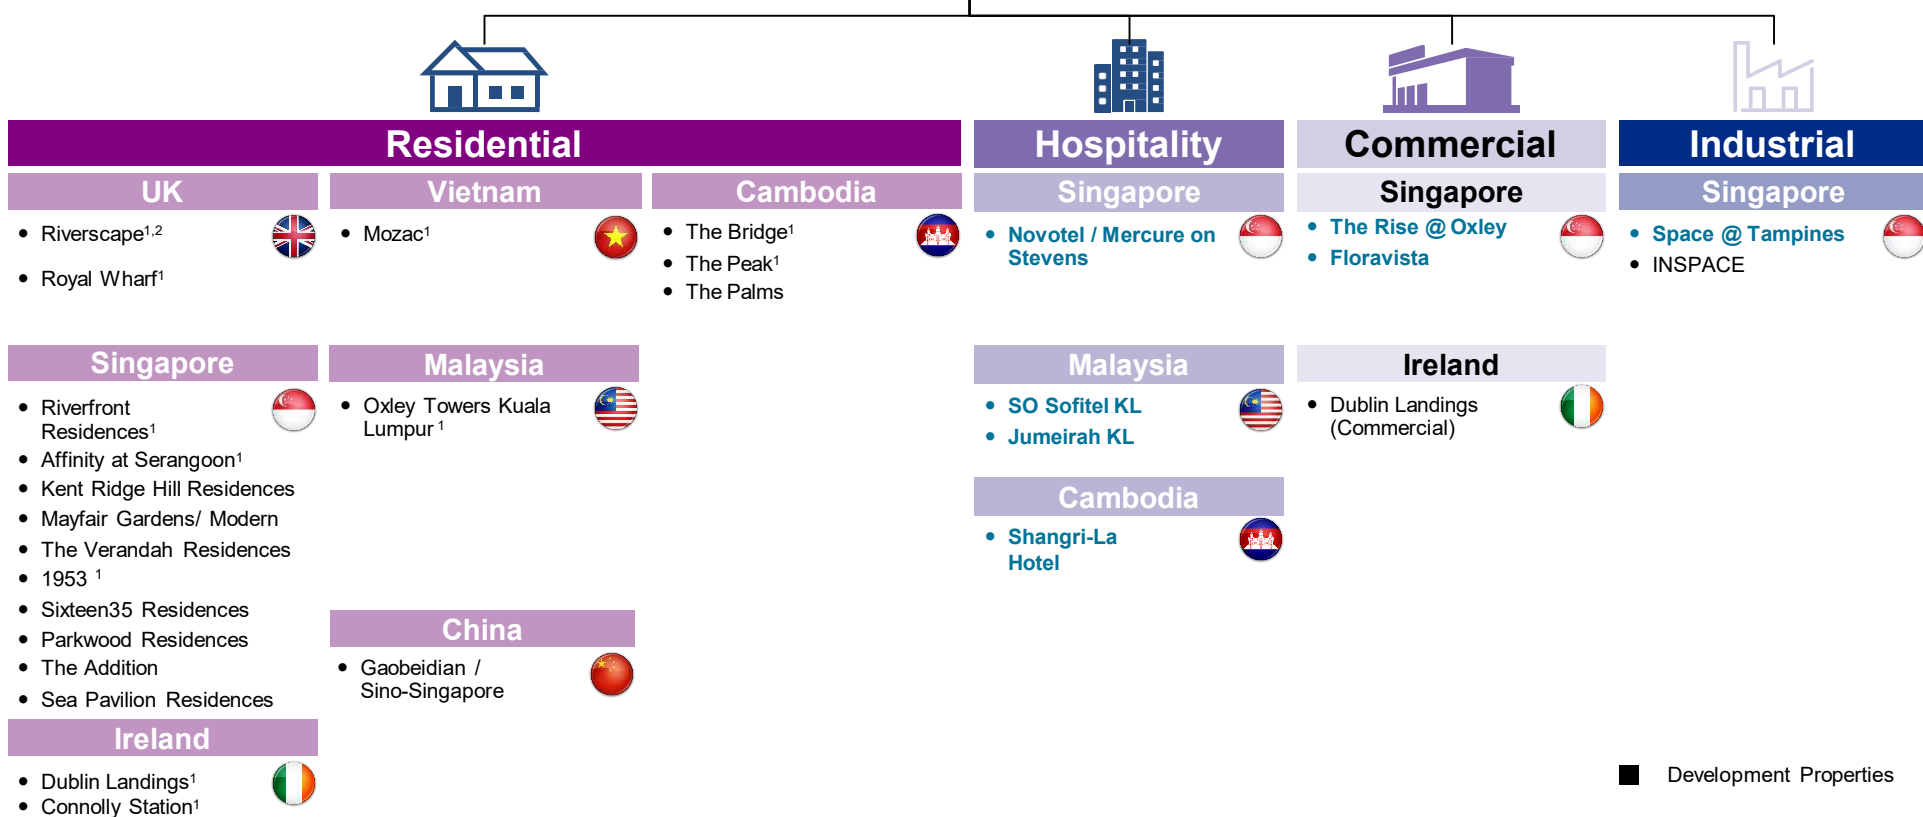 Residential
Hospitality
Commercial
Industrial
UK
• Riverscape1,2
• Royal Wharf1
Vietnam
• Mozac1
Cambodia
• The Bridge1
• The Peak1
• The Palms
Singapore
• Novotel / Mercure on
Stevens
Singapore
• The Rise @ Oxley
• Floravista
Singapore
• Space @ Tampines
• INSPACE
Singapore
• Riverfront
Residences1
• Affinity at Serangoon1
• Kent Ridge Hill Residences
• Mayfair Gardens/ Modern
• The Verandah Residences
• 1953 1
• Sixteen35 Residences
• Parkwood Residences
• The Addition
• Sea Pavilion Residences
Malaysia
• Oxley Towers Kuala
Lumpur 1
Malaysia
• SO Sofitel KL
• Jumeirah KL
Ireland
• Dublin Landings
(Commercial)
Cambodia
• Shangri-La
Hotel
China
• Gaobeidian /
Sino-Singapore
Ireland
• Dublin Landings1
• Connolly Station1
Development Properties